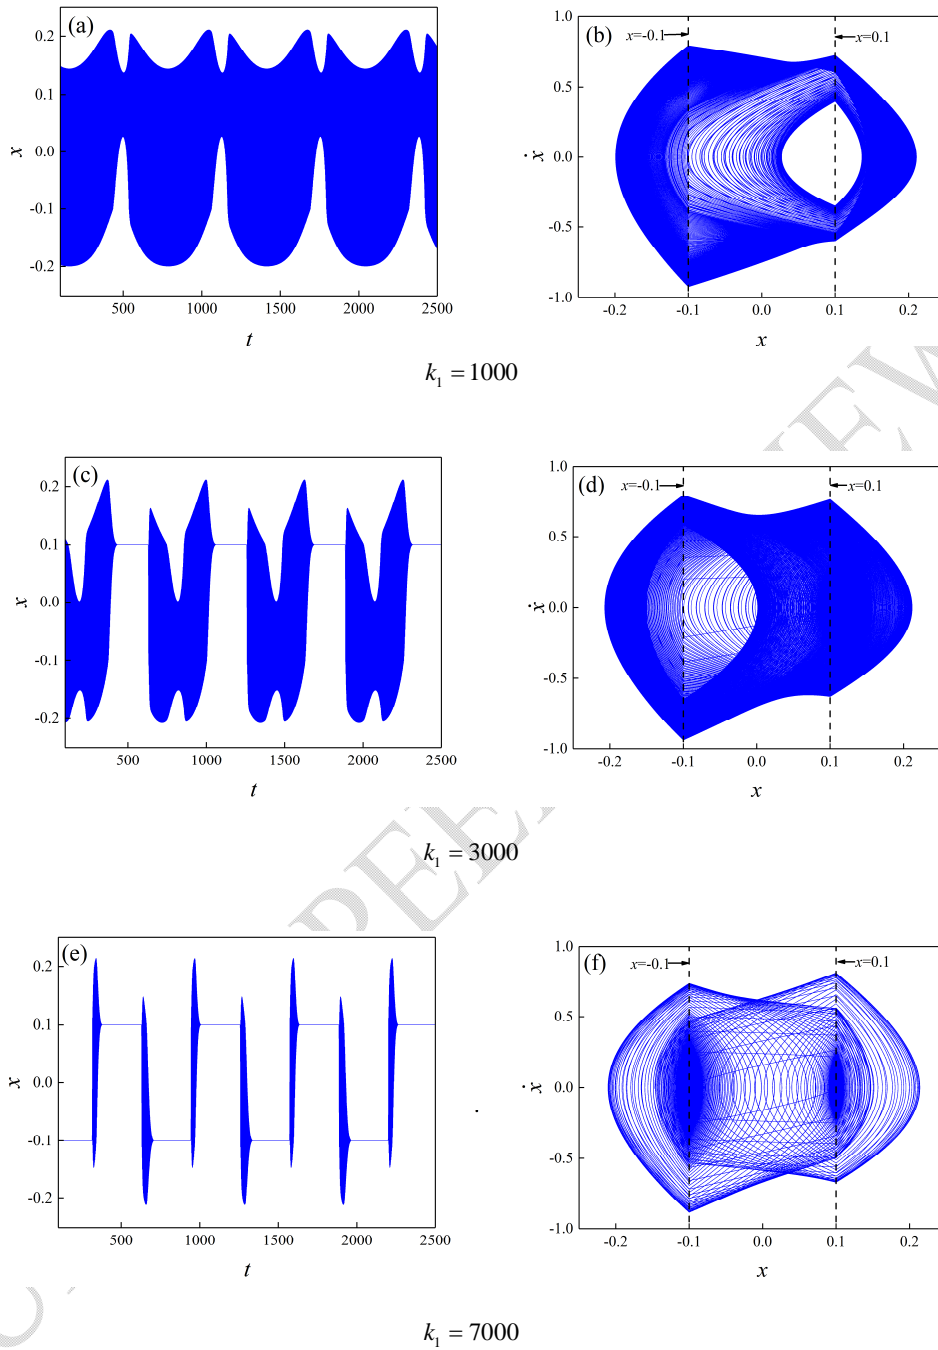 (a)
0.2
0.1
0.0
-0.1
-0.2
x
500 1000 1500 2000 2500
t
(b)
x=-0.1
x=0.1
1.0
0.5
0.0
-0.5
-1.0
ẋ
-0.2 -0.1 0.0 0.1 0.2
x
k₁ = 1000
(c)
0.2
0.1
0.0
-0.1
-0.2
x
500 1000 1500 2000 2500
t
(d)
x=-0.1
x=0.1
1.0
0.5
0.0
-0.5
-1.0
ẋ
-0.2 -0.1 0.0 0.1 0.2
x
k₁ = 3000
(e)
0.2
0.1
0.0
-0.1
-0.2
x
500 1000 1500 2000 2500
t
.
(f)
x=-0.1
x=0.1
1.0
0.5
0.0
-0.5
-1.0
ẋ
-0.2 -0.1 0.0 0.1 0.2
x
k₁ = 7000